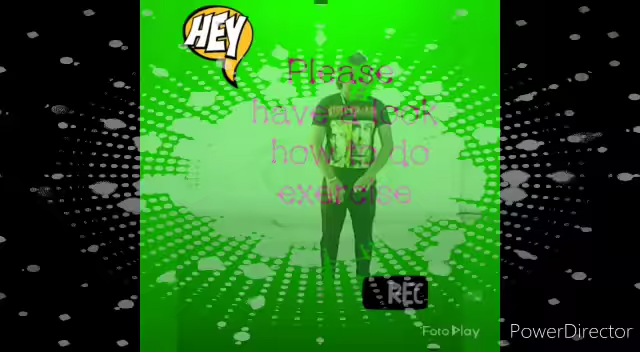 HEY
Please
have a look
how to do
exercise
REC
FotoPlay
PowerDirector